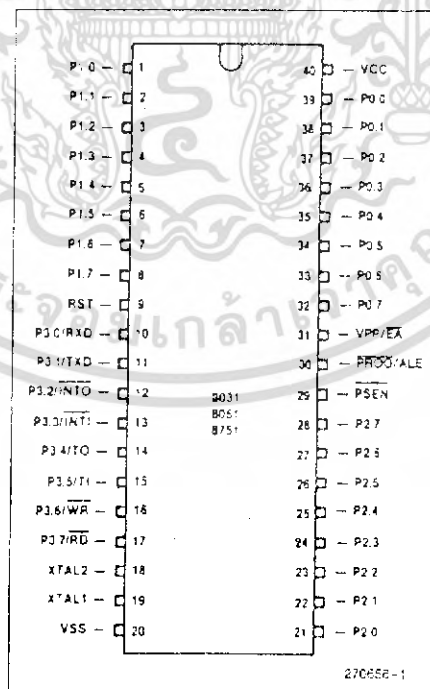 P1.0 1 40 VCC
P1.1 2 39 P0.0
P1.2 3 38 P0.1
P1.3 4 37 P0.2
P1.4 5 36 P0.3
P1.5 6 35 P0.4
P1.6 7 34 P0.5
P1.7 8 33 P0.6
RST 9 32 P0.7
P3.0/RXD 10 31 VPP/EA
P3.1/TXD 11 30 PROG/ALE
P3.2/INT0 12 29 PSEN
P3.3/INT1 13 28 P2.7
P3.4/T0 14 27 P2.6
P3.5/T1 15 26 P2.5
P3.6/WR 16 25 P2.4
P3.7/RD 17 24 P2.3
XTAL2 18 23 P2.2
XTAL1 19 22 P2.1
VSS 20 21 P2.0
8031
8051
8751
270656-1